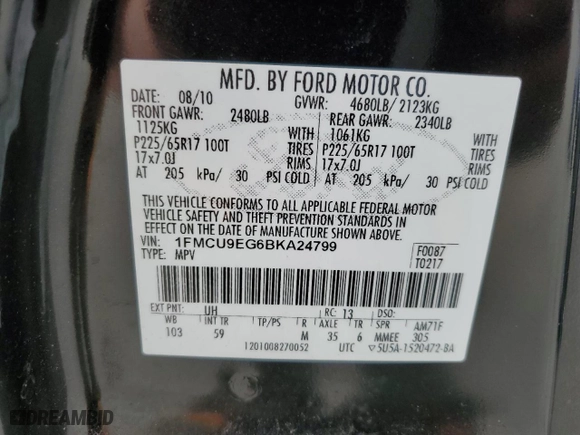 MFD. BY FORD MOTOR CO.
DATE: 08/10 GVWR: 4680LB/2123KG
FRONT GAWR: 2480LB REAR GAWR: 2340LB
1125KG WITH 1061KG WITH
P225/65R17 100T TIRES P225/65R17 100T TIRES
17x7.0J RIMS 17x7.0J RIMS
AT 205 kPa/ 30 PSI COLD AT 205 kPa/ 30 PSI COLD
THIS VEHICLE CONFORMS TO ALL APPLICABLE FEDERAL MOTOR
VEHICLE SAFETY AND THEFT PREVENTION STANDARDS IN
EFFECT ON THE DATE OF MANUFACTURE SHOWN ABOVE.
VIN: 1FMCU9EG6BKA24799 F0087
TYPE: MPV T0217
EXT PNT: UH RC: 13 DSO:
WB INT TR TP/PS R AXLE TR SPR AM71F
103 59 M 35 6 MMEE 305
1201008270052 UTC 5U5A-1520472-BA
DREAMBID